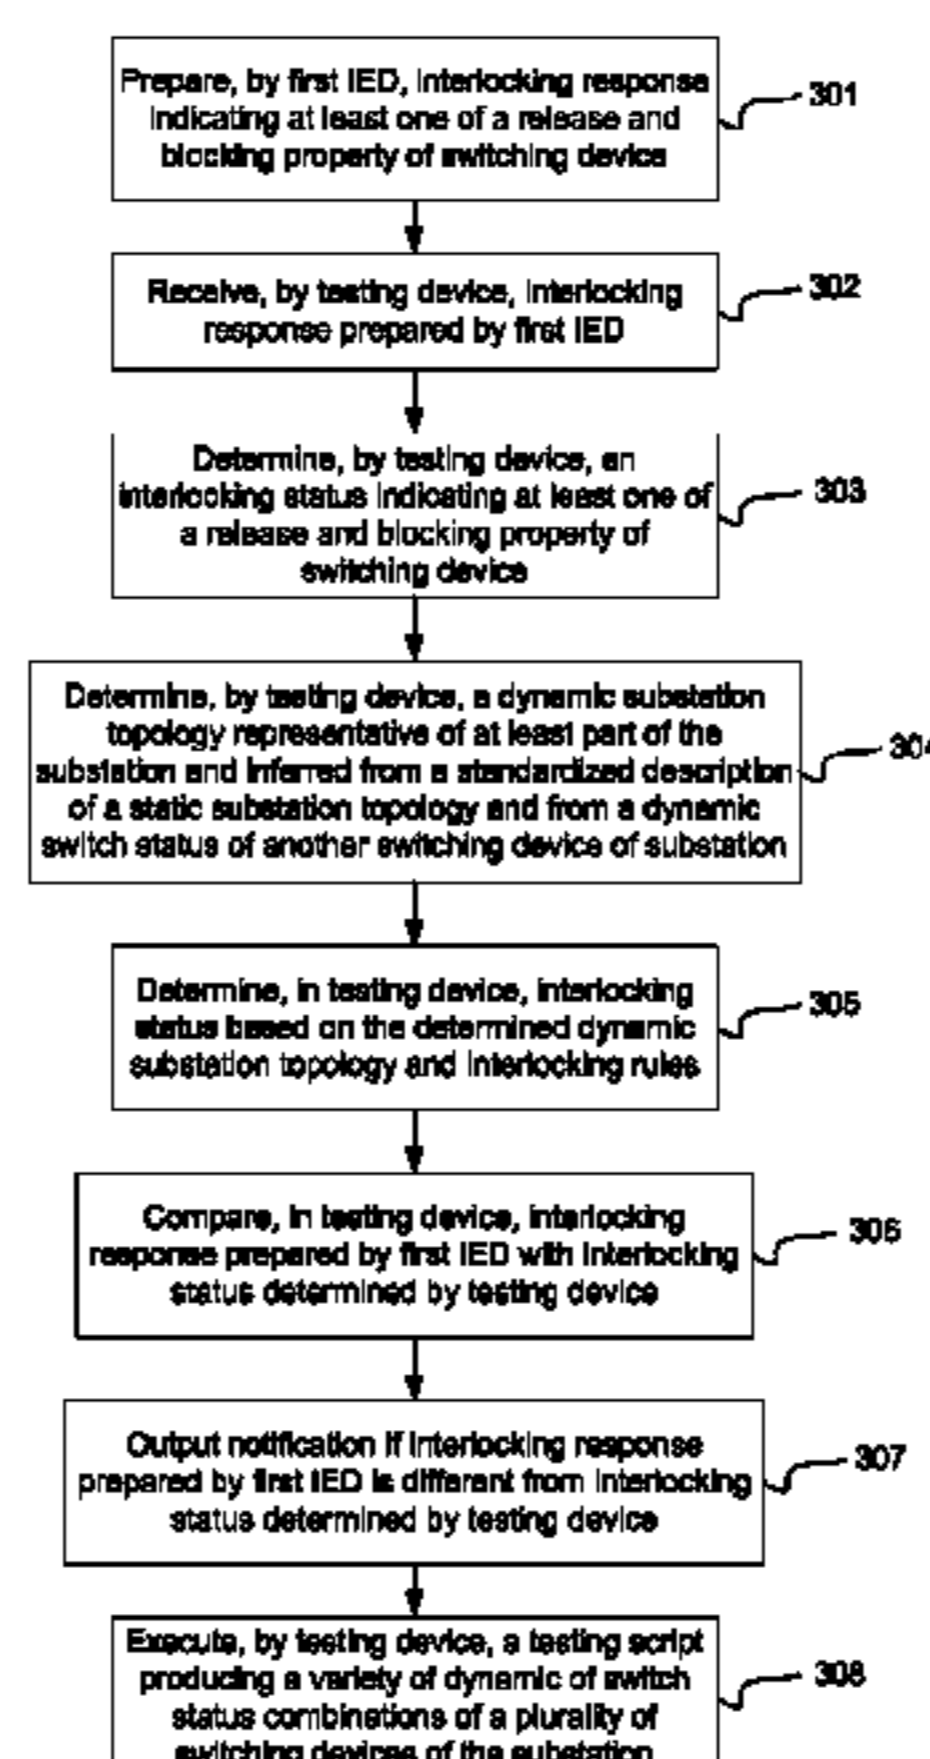 Prepare, by first IED, interlocking response
indicating at least one of a release and
blocking property of switching device
301
Receive, by testing device, interlocking
response prepared by first IED
302
Determine, by testing device, an
interlocking status indicating at least one of
a release and blocking property of
switching device
303
Determine, by testing device, a dynamic substation
topology representative of at least part of the
substation and inferred from a standardized description
of a static substation topology and from a dynamic
switch status of another switching device of substation
304
Determine, in testing device, interlocking
status based on the determined dynamic
substation topology and interlocking rules
305
Compare, in testing device, interlocking
response prepared by first IED with interlocking
status determined by testing device
306
Output notification if interlocking response
prepared by first IED is different from interlocking
status determined by testing device
307
Execute, by testing device, a testing script
producing a variety of dynamic of switch
status combinations of a plurality of
switching devices of the substation
308